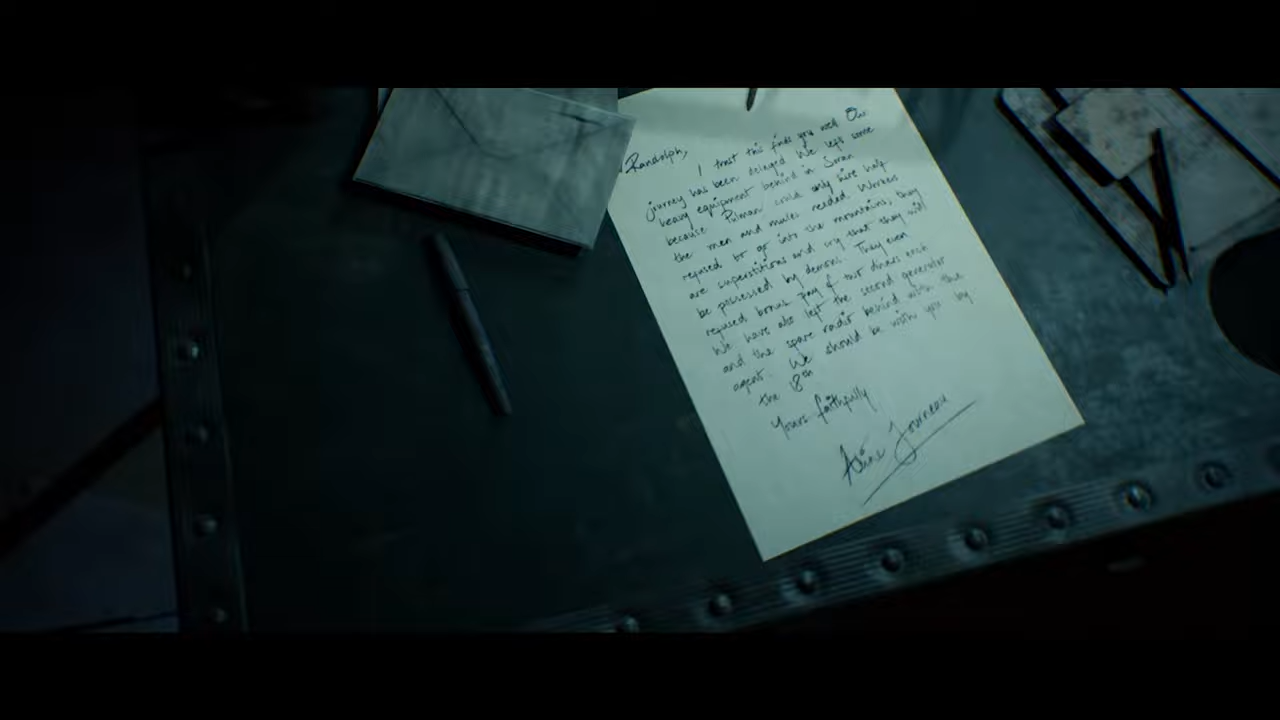 Randolph,
I trust this finds you well Our
journey has been delayed We left some
heavy equipment behind in
because Pulman could only hire half
the men and mules needed. Workers
refused to go into the mountains, they
are superstitious and say that they will
be possessed by demons. They even
refused bonus pay of two dinars each
We have also left the second generator
and the spare radio behind with the
agent. We should be with you by
the 18th
Yours faithfully